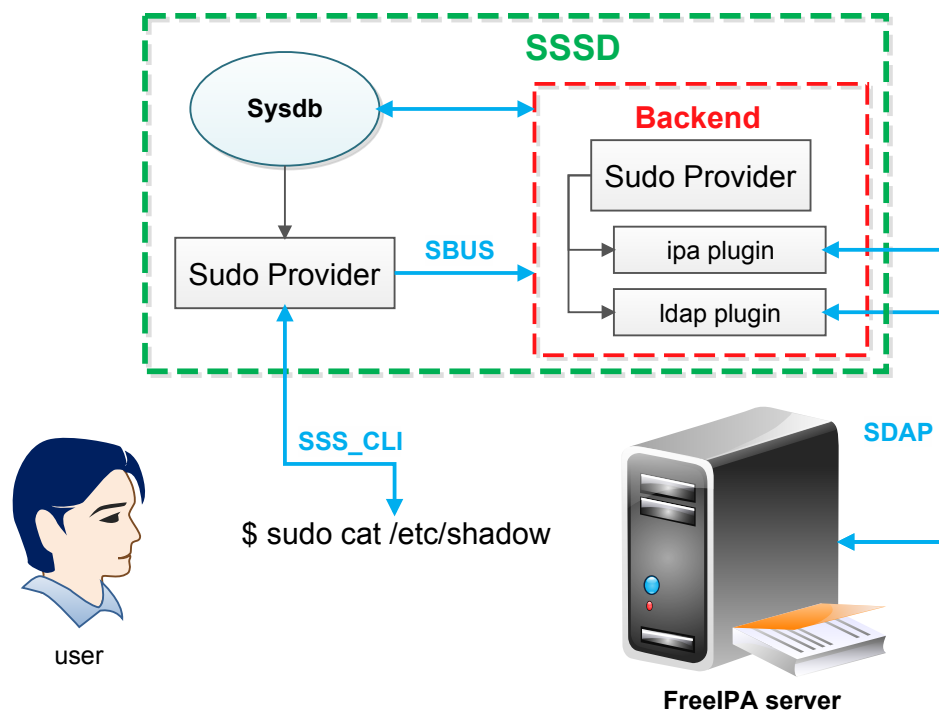 SSSD
Sysdb
Backend
Sudo Provider
SBUS
Sudo Provider
ipa plugin
ldap plugin
SSS_CLI
SDAP
$ sudo cat /etc/shadow
user
FreeIPA server